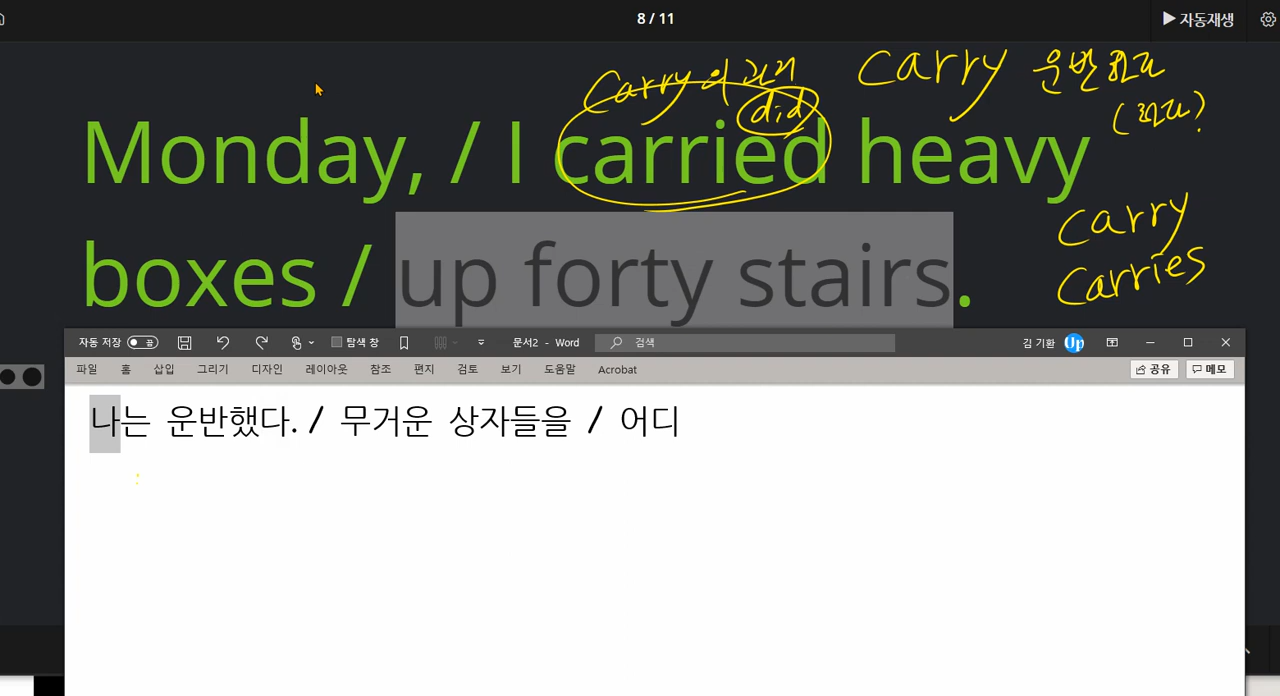 8 / 11
▶ 자동재생
carry의 과거
carry 운반하다
did
(하다?
Monday, / I carried heavy
carry
boxes / up forty stairs.
carries
자동 저장 끔
탐색 창
문서2 - Word
검색
김 기환
Up
파일 홈 삽입 그리기 디자인 레이아웃 참조 편지 검토 보기 도움말 Acrobat
공유
메모
나는 운반했다. / 무거운 상자들을 / 어디